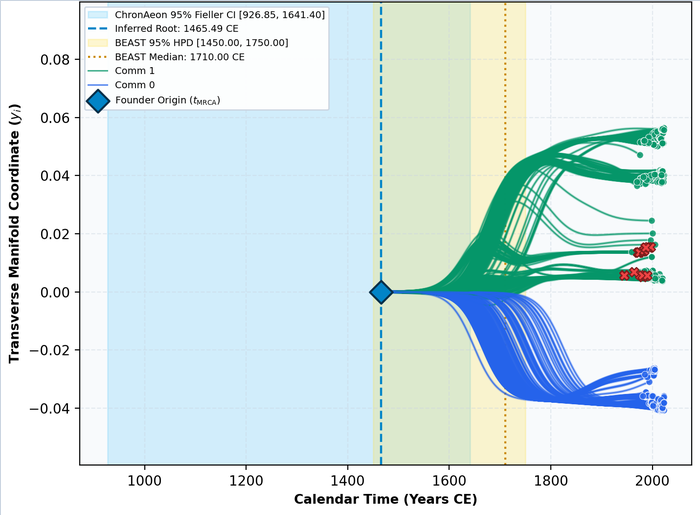 ChronAeon 95% Fieller CI [926.85, 1641.40]
Inferred Root: 1465.49 CE
BEAST 95% HPD [1450.00, 1750.00]
BEAST Median: 1710.00 CE
Comm 1
Comm 0
Founder Origin (tMRCA)
Transverse Manifold Coordinate (yi)
0.08
0.06
0.04
0.02
0.00
−0.02
−0.04
1000 1200 1400 1600 1800 2000
Calendar Time (Years CE)